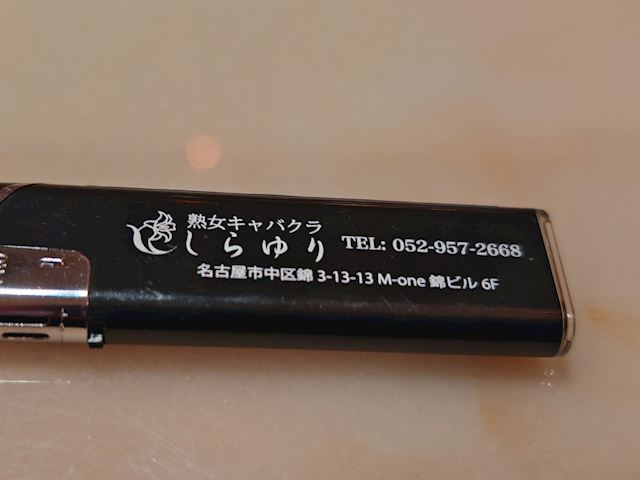 熟女キャバクラ
しらゆり TEL: 052-957-2668
名古屋市中区錦 3-13-13 M-one 錦ビル 6F